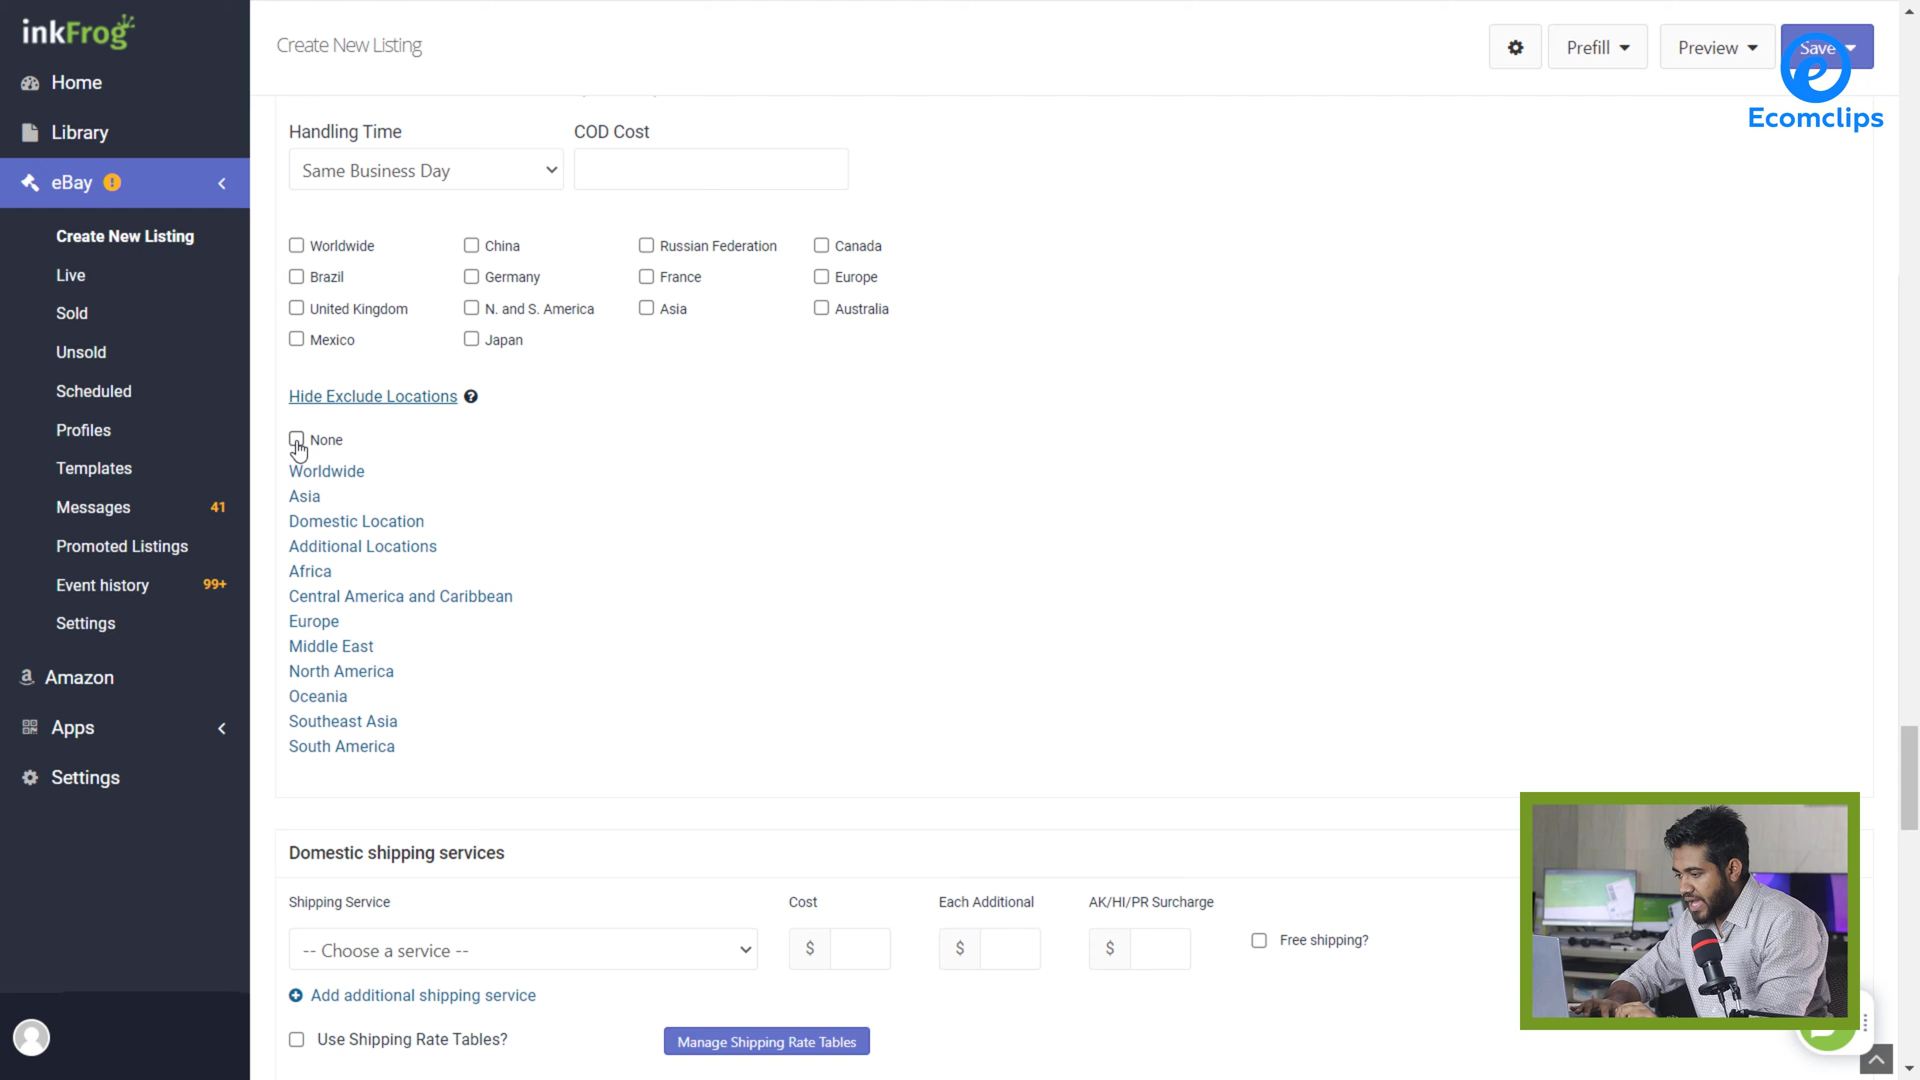 inkFrog
Home
Library
eBay
Create New Listing
Live
Sold
Unsold
Scheduled
Profiles
Templates
Messages 41
Promoted Listings
Event history 99+
Settings
Amazon
Apps
Settings
Create New Listing
Prefill
Preview
Save
Ecomclips
Handling Time COD Cost
Same Business Day
Worldwide China Russian Federation Canada
Brazil Germany France Europe
United Kingdom N. and S. America Asia Australia
Mexico Japan
Hide Exclude Locations
None
Worldwide
Asia
Domestic Location
Additional Locations
Africa
Central America and Caribbean
Europe
Middle East
North America
Oceania
Southeast Asia
South America
Domestic shipping services
Shipping Service Cost Each Additional AK/HI/PR Surcharge
-- Choose a service -- $ $ $ Free shipping?
Add additional shipping service
Use Shipping Rate Tables? Manage Shipping Rate Tables